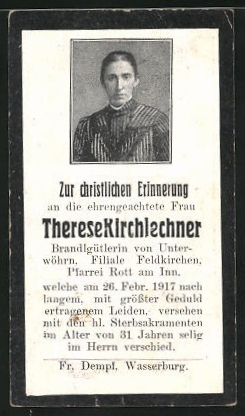 Zur christlichen Erinnerung
an die ehrengeachtete Frau
Therese Kirchlechner
Brandlgütlerin von Unter-
wöhrn, Filiale Feldkirchen,
Pfarrei Rott am Inn.
welche am 26. Febr. 1917 nach
langem, mit größter Geduld
ertragenem Leiden, versehen
mit den hl. Sterbsakramenten
im Alter von 31 Jahren selig
im Herrn verschied.
Fr. Dempf, Wasserburg.